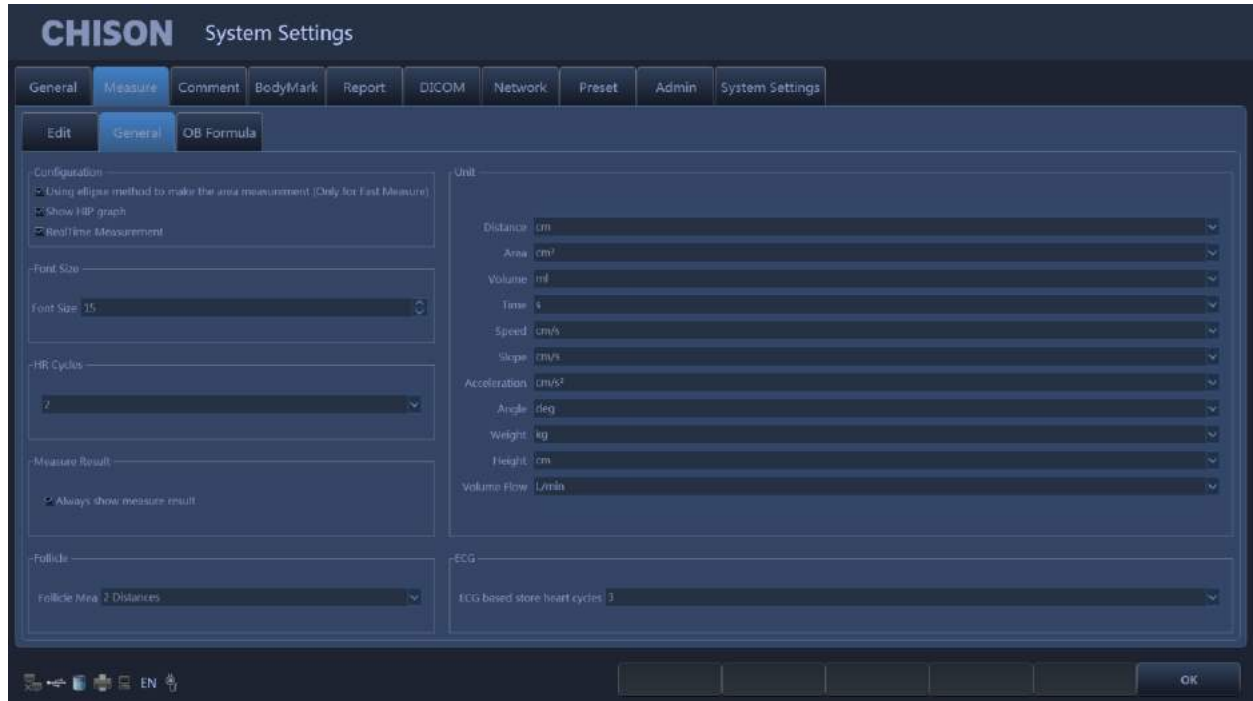 CHISON System Settings
General Measure Comment BodyMark Report DICOM Network Preset Admin System Settings
Edit General OB Formula
Configuration
Using ellipse method to make the area measurement (Only for Fast Measure)
Show HIP graph
RealTime Measurement
Font Size
Font Size 15
HR Cycles
2
Measure Result
Always show measure result
Follicle
Follicle Mea 2 Distances
Unit
Distance cm
Area cm²
Volume ml
Time s
Speed cm/s
Slope cm/s
Acceleration cm/s²
Angle deg
Weight kg
Height cm
Volume Flow L/min
ECG
ECG based store heart cycles 3
EN
OK